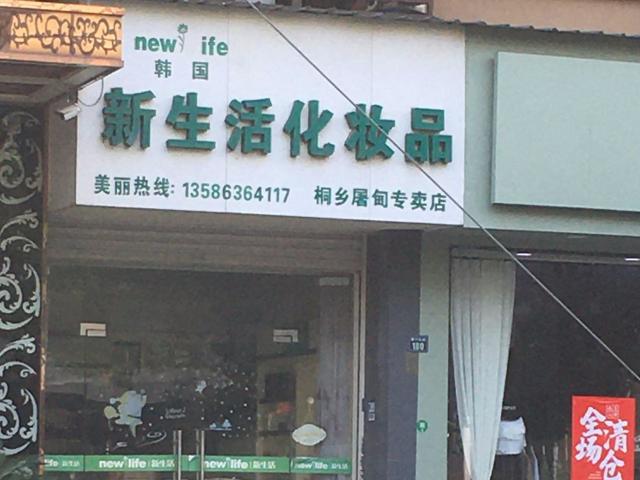 new life
韩国
新生活化妆品
美丽热线: 13586364117 桐乡屠甸专卖店
180
new life 新生活
new life 新生活
new life 新生活
全场
清仓